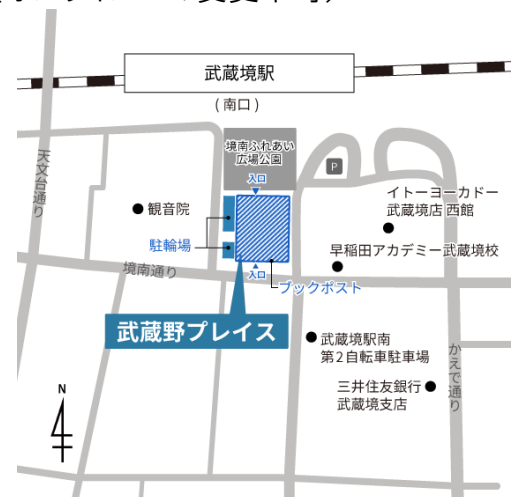 武蔵境駅
(南口)
境南ふれあい
広場公園
天文台通り
入口
P
イトーヨーカドー
武蔵境店 西館
観音院
駐輪場
早稲田アカデミー武蔵境校
境南通り
入口
ブックポスト
武蔵野プレイス
武蔵境駅南
第2自転車駐車場
かえで通り
三井住友銀行
武蔵境支店
N